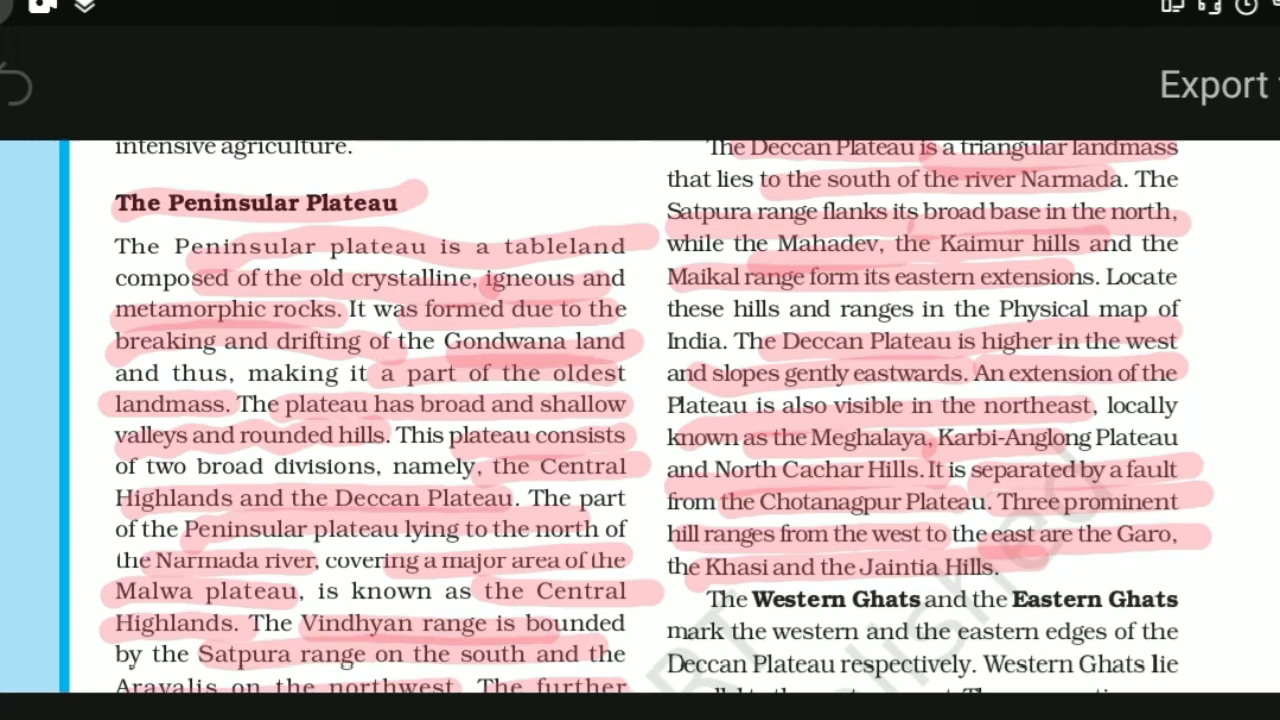 Export
intensive agriculture.
The Peninsular Plateau
The Peninsular plateau is a tableland
composed of the old crystalline, igneous and
metamorphic rocks. It was formed due to the
breaking and drifting of the Gondwana land
and thus, making it a part of the oldest
landmass. The plateau has broad and shallow
valleys and rounded hills. This plateau consists
of two broad divisions, namely, the Central
Highlands and the Deccan Plateau. The part
of the Peninsular plateau lying to the north of
the Narmada river, covering a major area of the
Malwa plateau, is known as the Central
Highlands. The Vindhyan range is bounded
by the Satpura range on the south and the
Aravalis on the northwest. The further
The Deccan Plateau is a triangular landmass
that lies to the south of the river Narmada. The
Satpura range flanks its broad base in the north,
while the Mahadev, the Kaimur hills and the
Maikal range form its eastern extensions. Locate
these hills and ranges in the Physical map of
India. The Deccan Plateau is higher in the west
and slopes gently eastwards. An extension of the
Plateau is also visible in the northeast, locally
known as the Meghalaya, Karbi-Anglong Plateau
and North Cachar Hills. It is separated by a fault
from the Chotanagpur Plateau. Three prominent
hill ranges from the west to the east are the Garo,
the Khasi and the Jaintia Hills.
The Western Ghats and the Eastern Ghats
mark the western and the eastern edges of the
Deccan Plateau respectively. Western Ghats lie